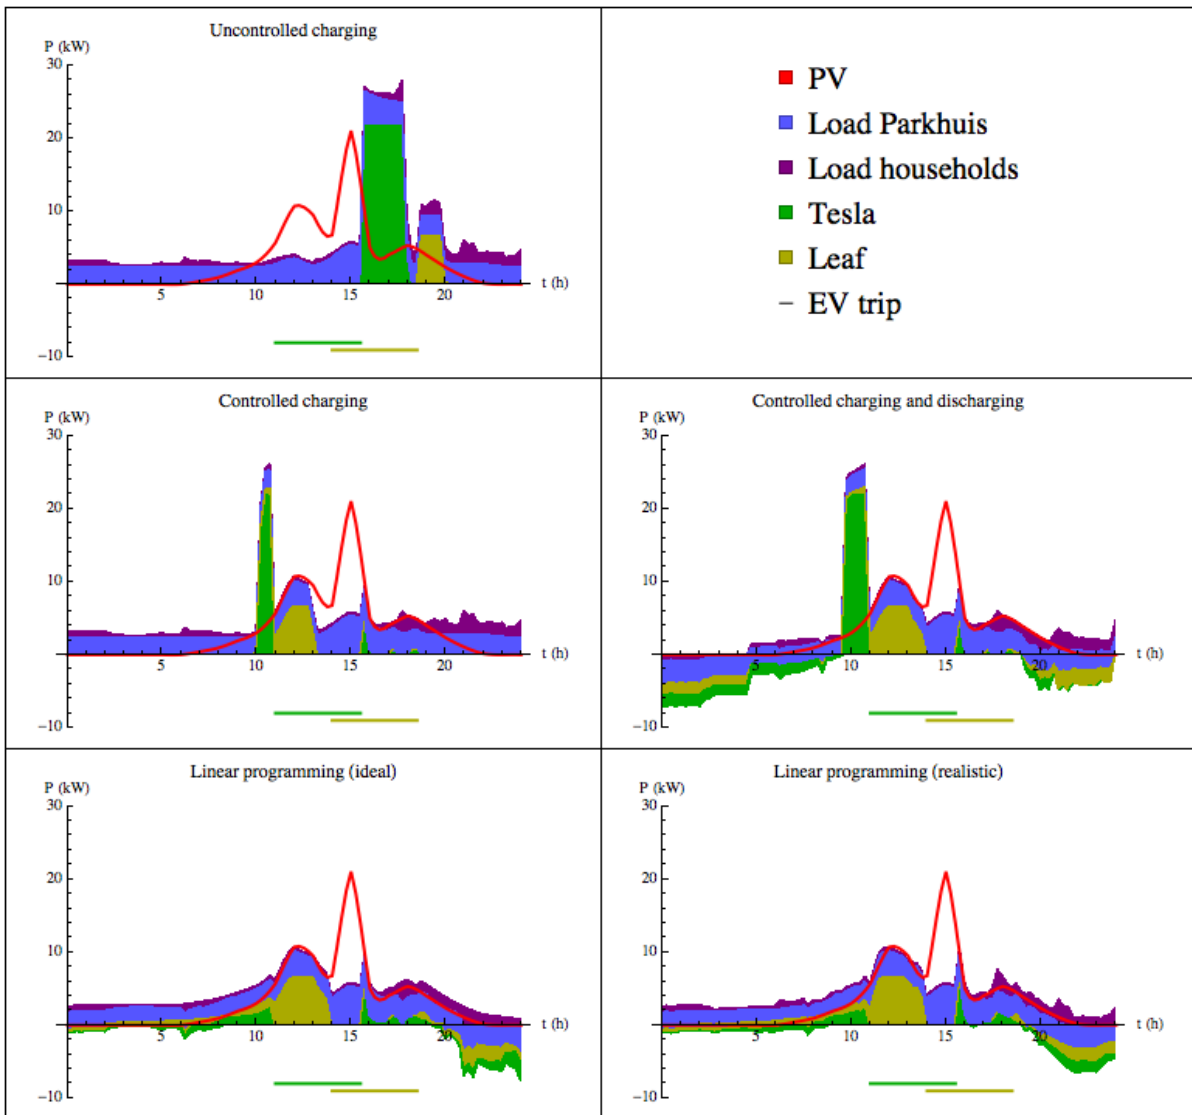 Uncontrolled charging
P (kW)
30
20
10
−10
5
10
15
20
t (h)
PV
Load Parkhuis
Load households
Tesla
Leaf
EV trip
Controlled charging
P (kW)
30
20
10
−10
5
10
15
20
t (h)
Controlled charging and discharging
P (kW)
30
20
10
−10
5
10
15
20
t (h)
Linear programming (ideal)
P (kW)
30
20
10
−10
5
10
15
20
t (h)
Linear programming (realistic)
P (kW)
30
20
10
−10
5
10
15
20
t (h)